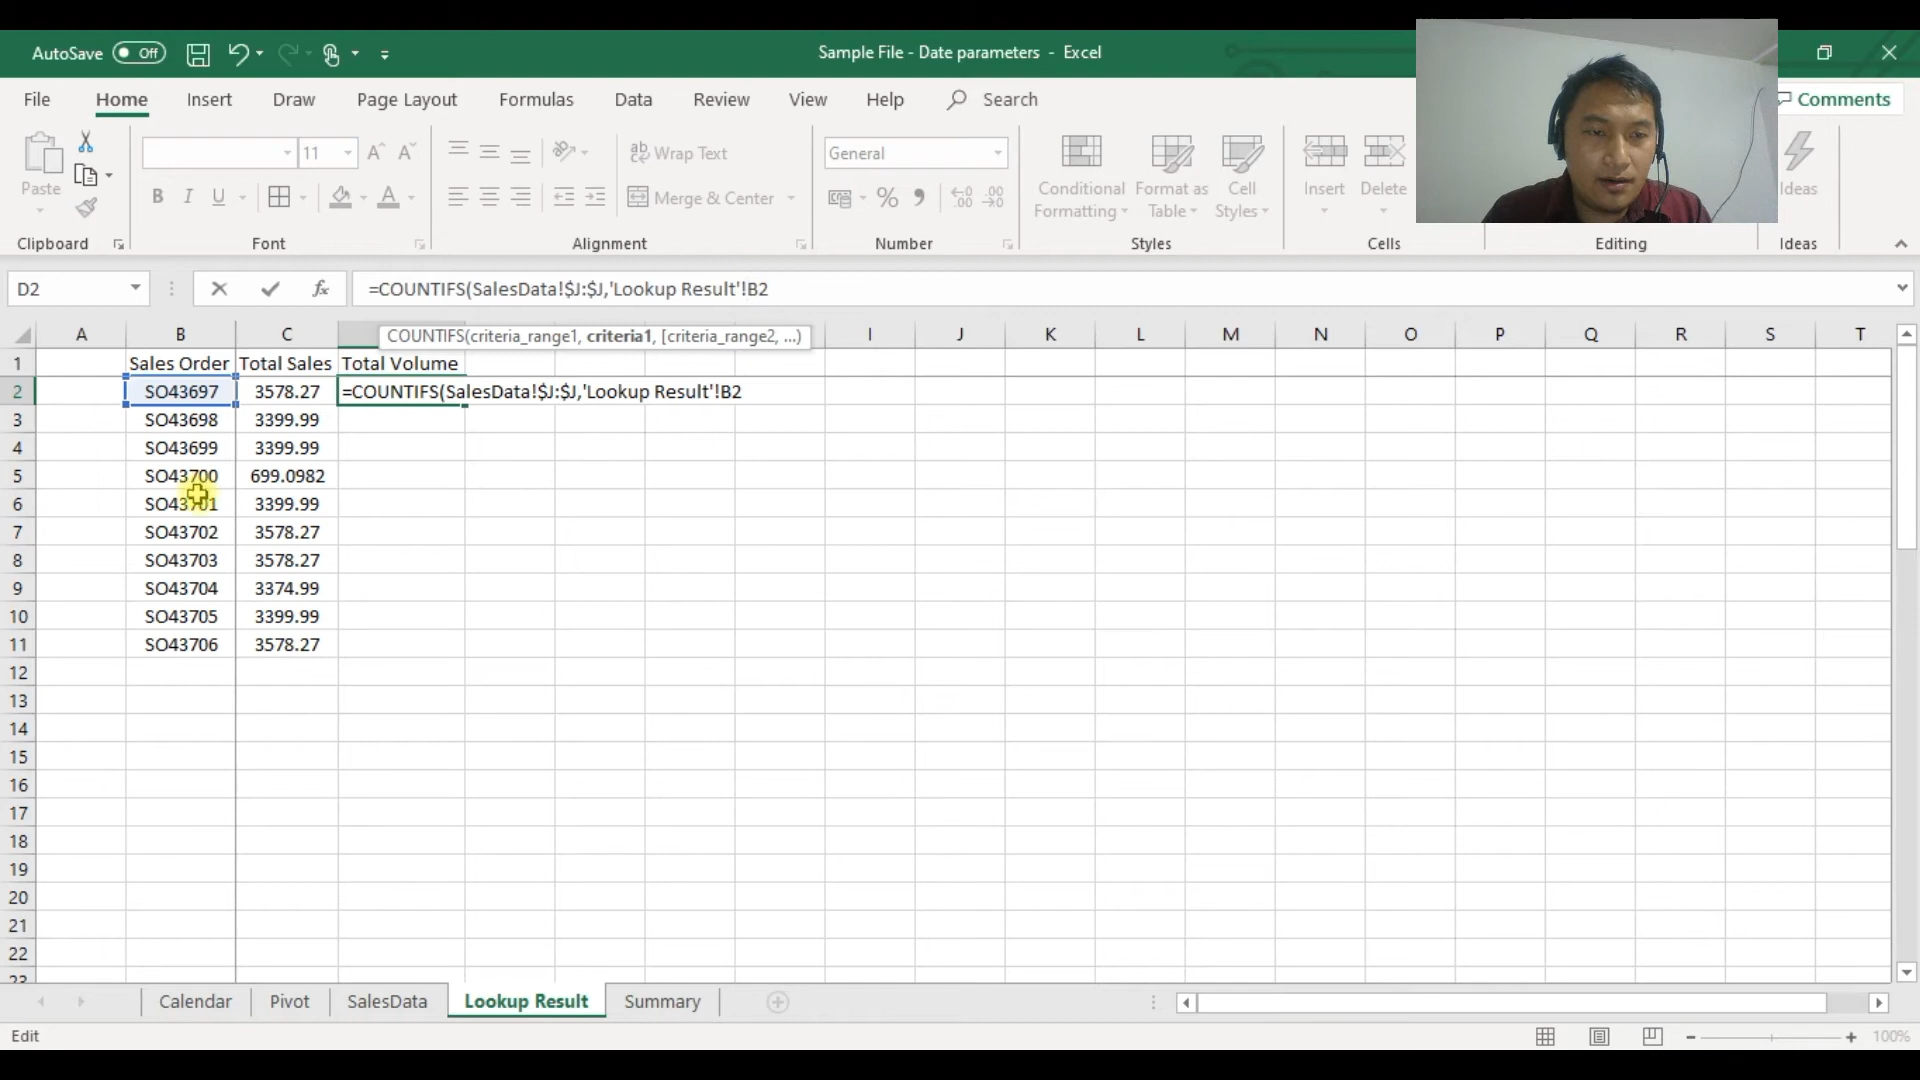 AutoSave Off
Sample File - Date parameters - Excel
File Home Insert Draw Page Layout Formulas Data Review View Help Search
Comments
Paste
Clipboard
11
B I U A
Font
ab Wrap Text
Merge & Center
Alignment
General
%
Number
Conditional Formatting
Format as Table
Cell Styles
Styles
Insert
Delete
Cells
Editing
Ideas
Ideas
D2
fx
=COUNTIFS(SalesData!$J:$J,'Lookup Result'!B2
COUNTIFS(criteria_range1, criteria1, [criteria_range2, ...)
A B C I J K L M N O P Q R S T
1 Sales Order Total Sales Total Volume
2 SO43697 3578.27 =COUNTIFS(SalesData!$J:$J,'Lookup Result'!B2
3 SO43698 3399.99
4 SO43699 3399.99
5 SO43700 699.0982
6 SO43701 3399.99
7 SO43702 3578.27
8 SO43703 3578.27
9 SO43704 3374.99
10 SO43705 3399.99
11 SO43706 3578.27
12
13
14
15
16
17
18
19
20
21
22
23
Calendar Pivot SalesData Lookup Result Summary
Edit
100%